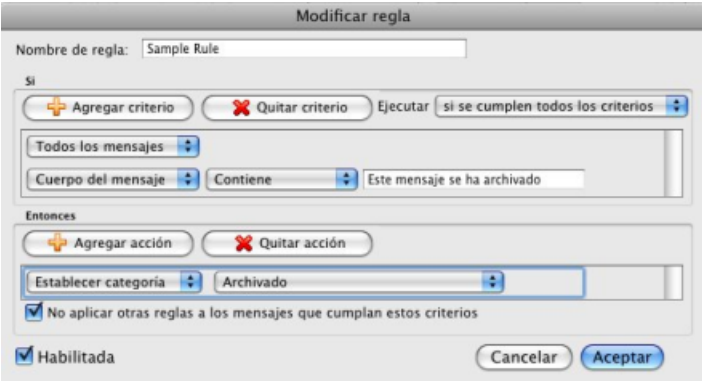 Modificar regla
Nombre de regla: Sample Rule
Si
Agregar criterio Quitar criterio Ejecutar si se cumplen todos los criterios
Todos los mensajes
Cuerpo del mensaje Contiene Este mensaje se ha archivado
Entonces
Agregar acción Quitar acción
Establecer categoría Archivado
No aplicar otras reglas a los mensajes que cumplan estos criterios
Habilitada Cancelar Aceptar